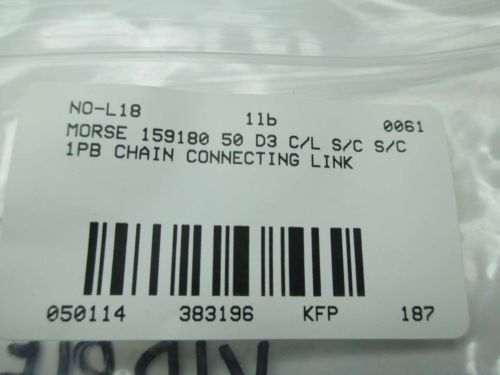 NO-L18 11b 0061
MORSE 159180 50 D3 C/L S/C S/C
1PB CHAIN CONNECTING LINK
050114 383196 KFP 187